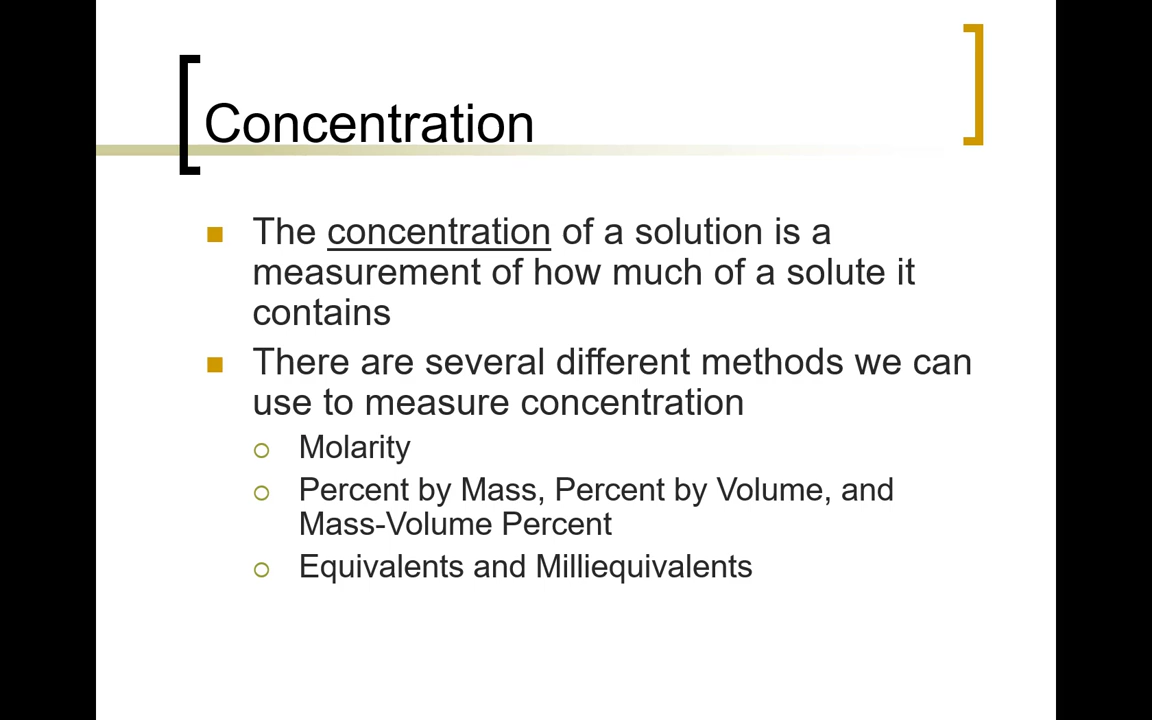 Concentration
The concentration of a solution is a
measurement of how much of a solute it
contains
There are several different methods we can
use to measure concentration
Molarity
Percent by Mass, Percent by Volume, and
Mass-Volume Percent
Equivalents and Milliequivalents